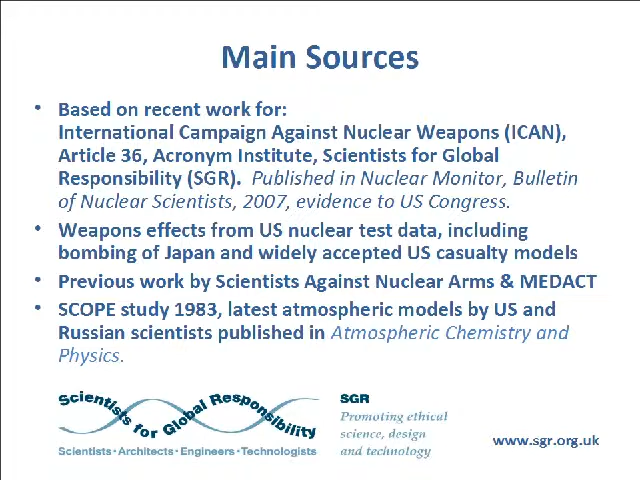 Main Sources
• Based on recent work for:
International Campaign Against Nuclear Weapons (ICAN),
Article 36, Acronym Institute, Scientists for Global
Responsibility (SGR). Published in Nuclear Monitor, Bulletin
of Nuclear Scientists, 2007, evidence to US Congress.
• Weapons effects from US nuclear test data, including
bombing of Japan and widely accepted US casualty models
• Previous work by Scientists Against Nuclear Arms & MEDACT
• SCOPE study 1983, latest atmospheric models by US and
Russian scientists published in Atmospheric Chemistry and
Physics.
Scientists for Global Responsibility
Scientists • Architects • Engineers • Technologists
SGR
Promoting ethical
science, design
and technology
www.sgr.org.uk